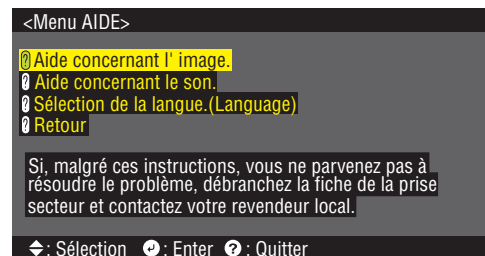 <Menu AIDE>
Aide concernant l' image.
Aide concernant le son.
Sélection de la langue.(Language)
Retour
Si, malgré ces instructions, vous ne parvenez pas à
résoudre le problème, débranchez la fiche de la prise
secteur et contactez votre revendeur local.
: Sélection : Enter : Quitter